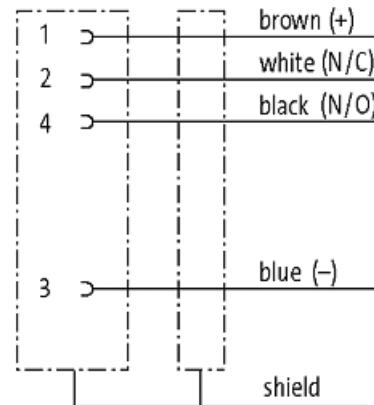 1 brown (+)
2 white (N/C)
4 black (N/O)
3 blue (–)
shield